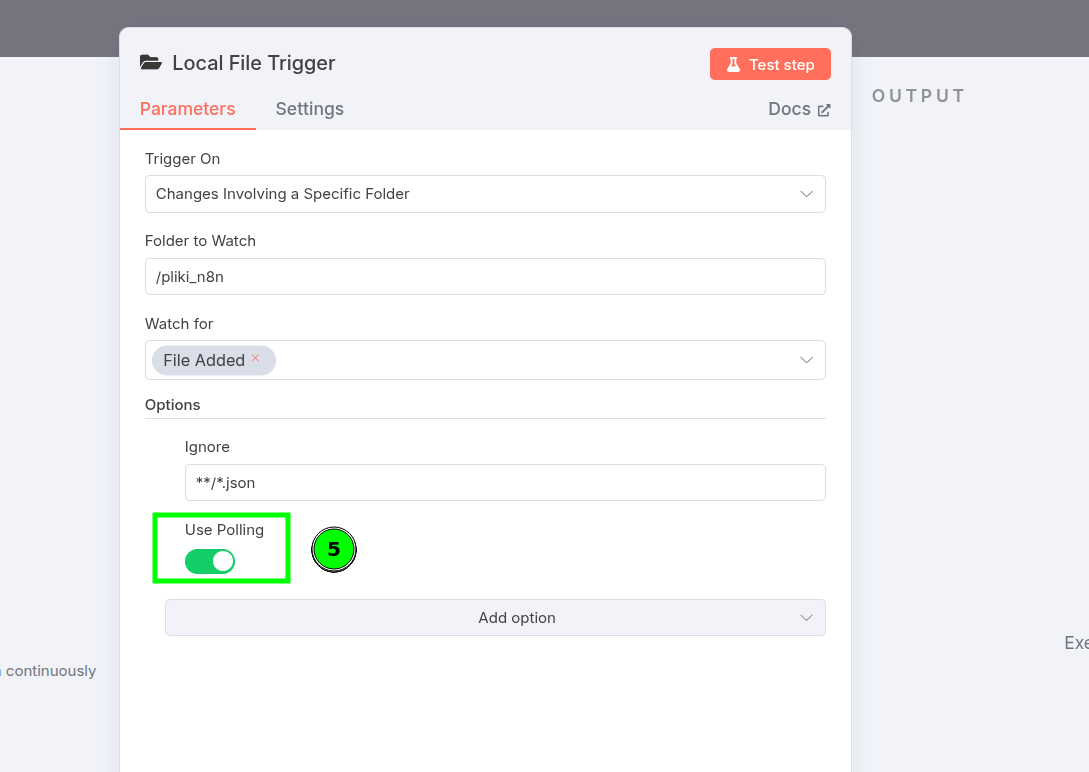 Local File Trigger
Test step
Parameters
Settings
Docs
OUTPUT
Trigger On
Changes Involving a Specific Folder
Folder to Watch
/pliki_n8n
Watch for
File Added
Options
Ignore
**/*.json
Use Polling
5
Add option
continuously